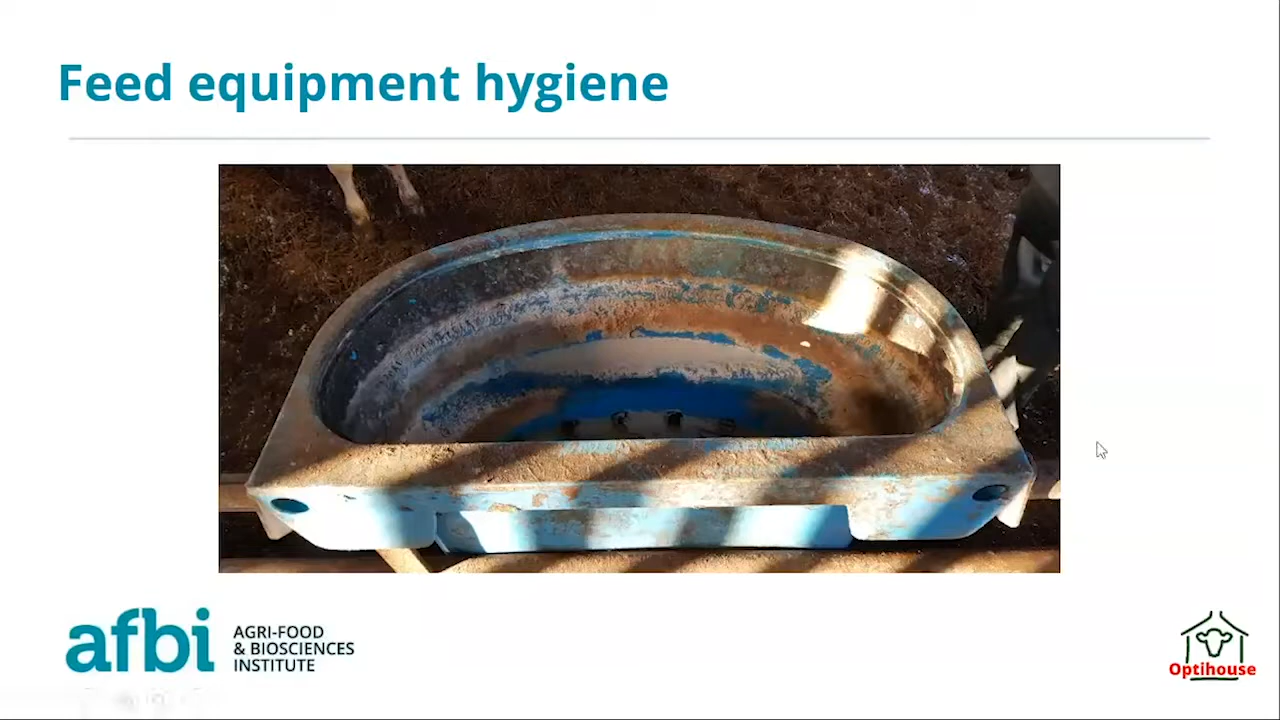 Feed equipment hygiene
afbi
AGRI-FOOD
& BIOSCIENCES
INSTITUTE
Optihouse